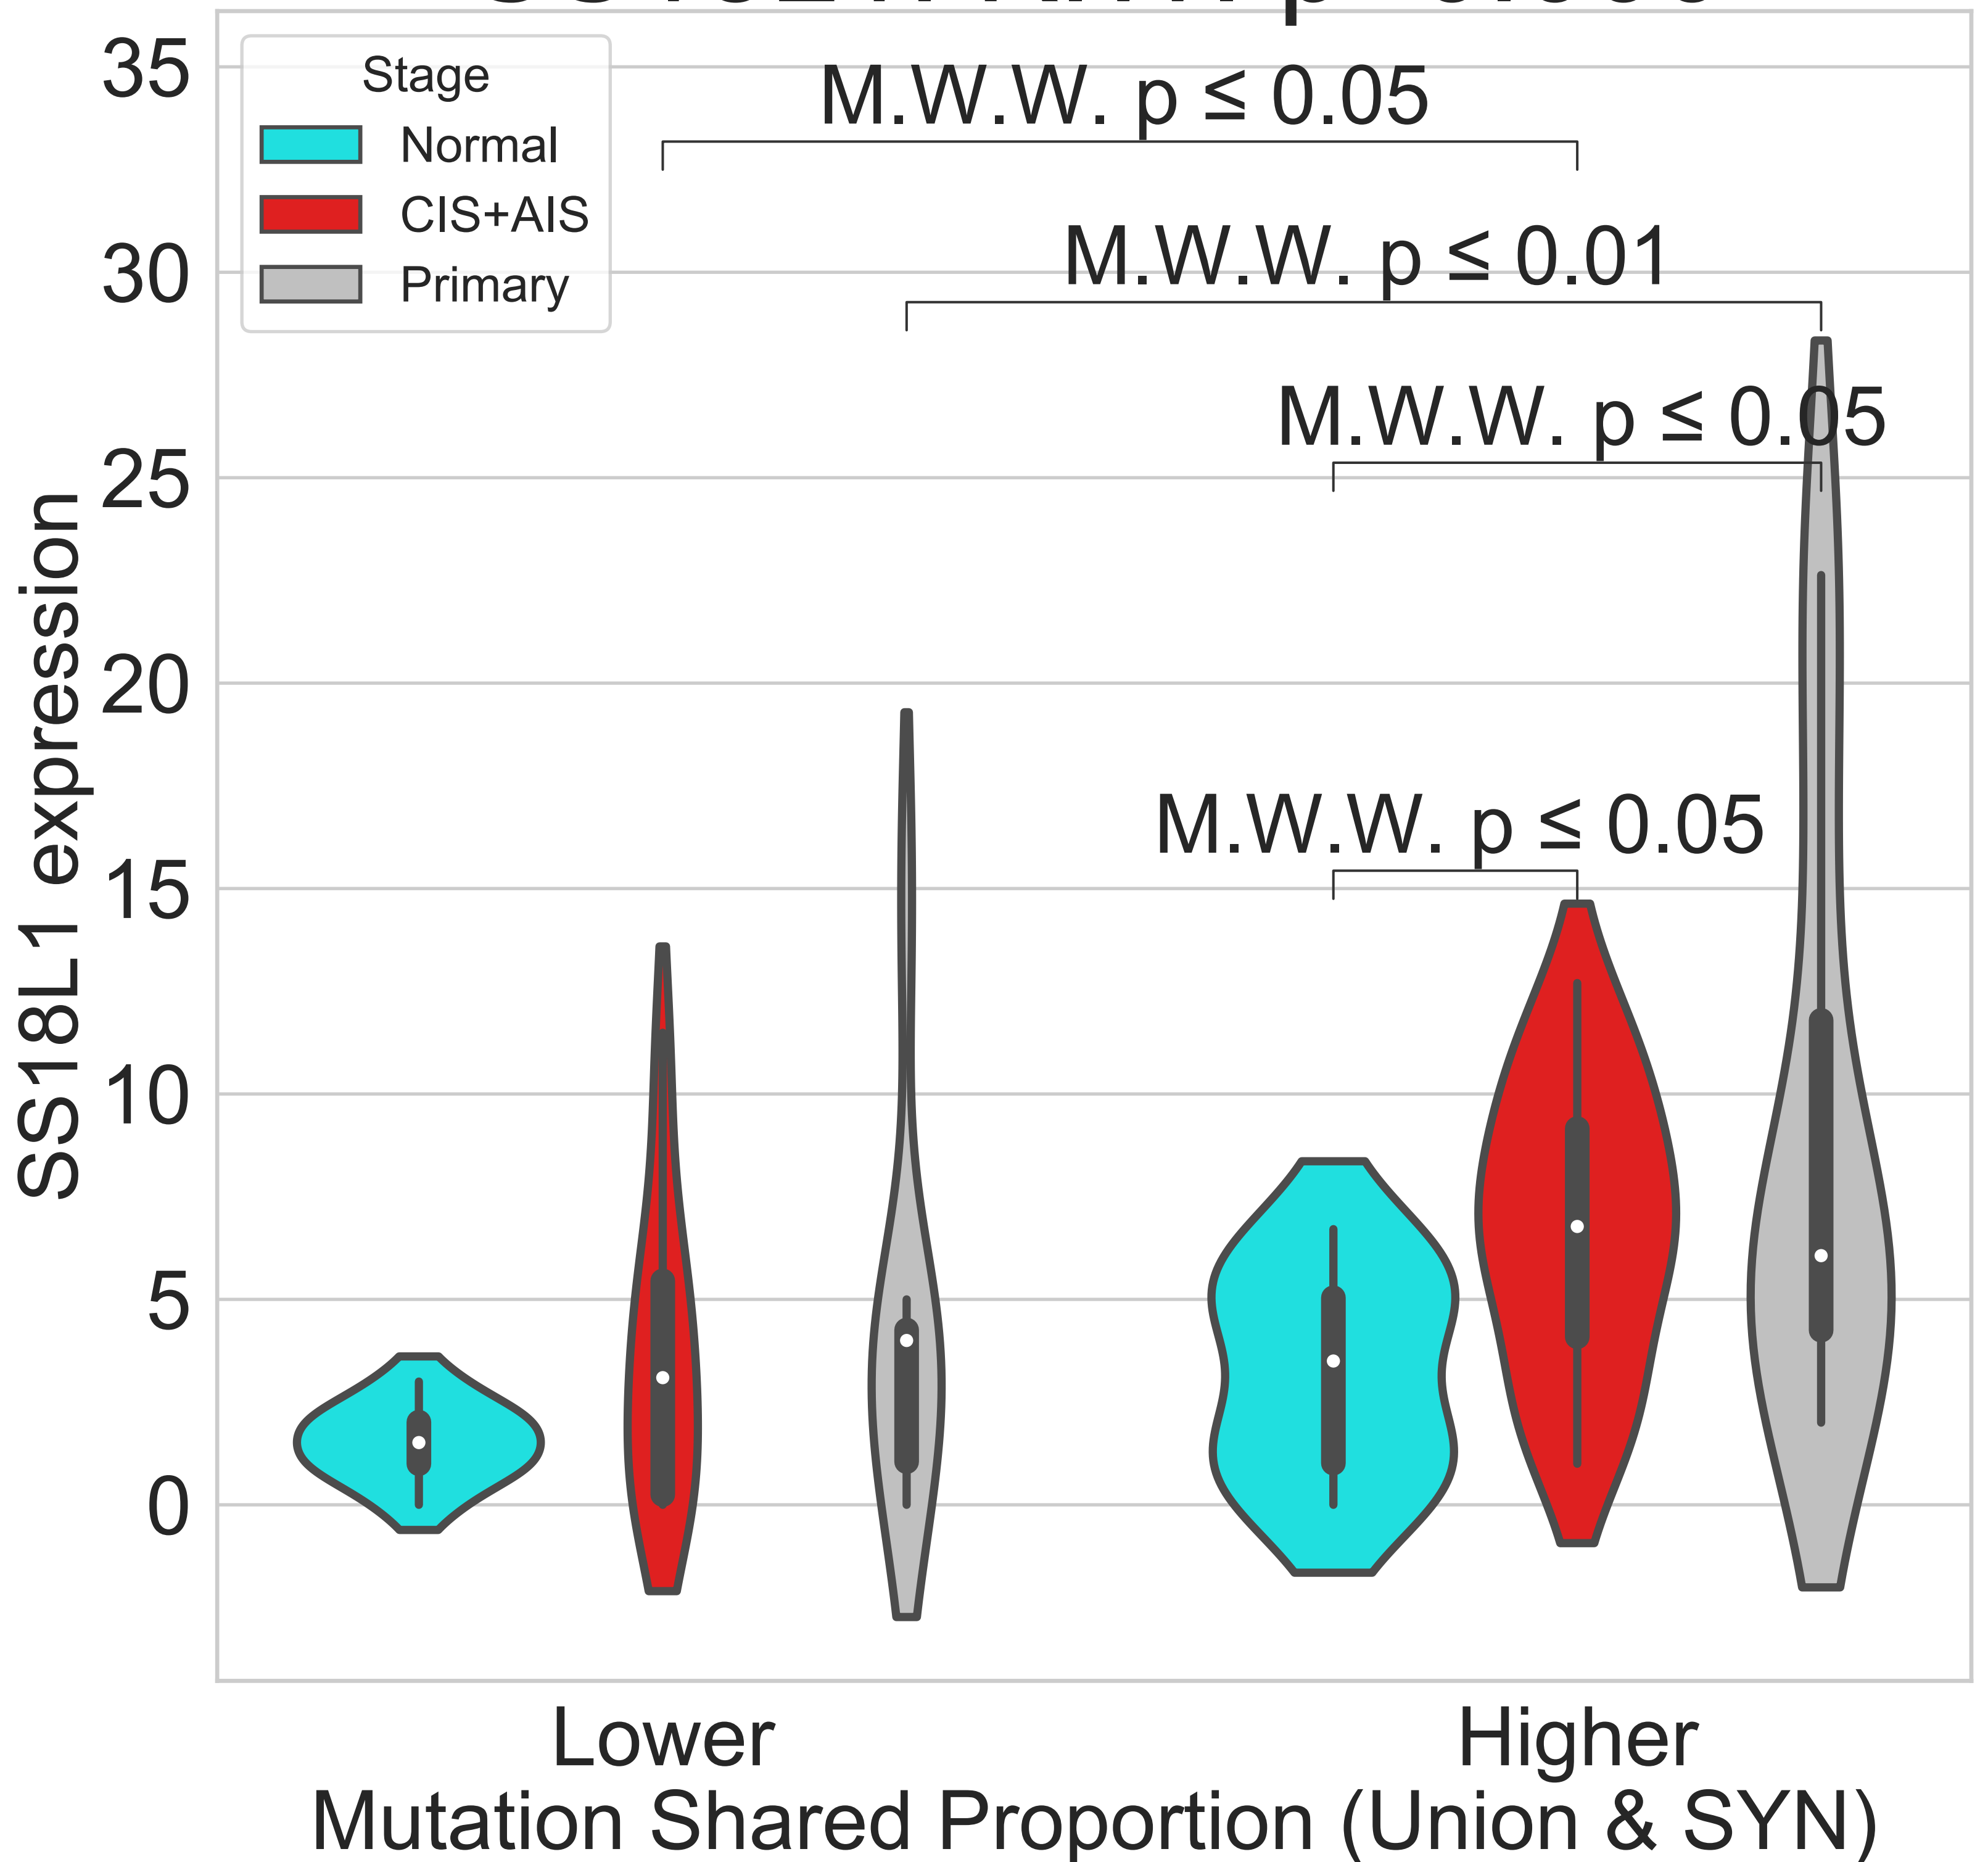 35
30
25
20
15
10
5
0
SS18L1 expression
Stage
Normal
CIS+AIS
Primary
M.W.W. p ≤ 0.05
M.W.W. p ≤ 0.01
M.W.W. p ≤ 0.05
M.W.W. p ≤ 0.05
Lower
Higher
Mutation Shared Proportion (Union & SYN)